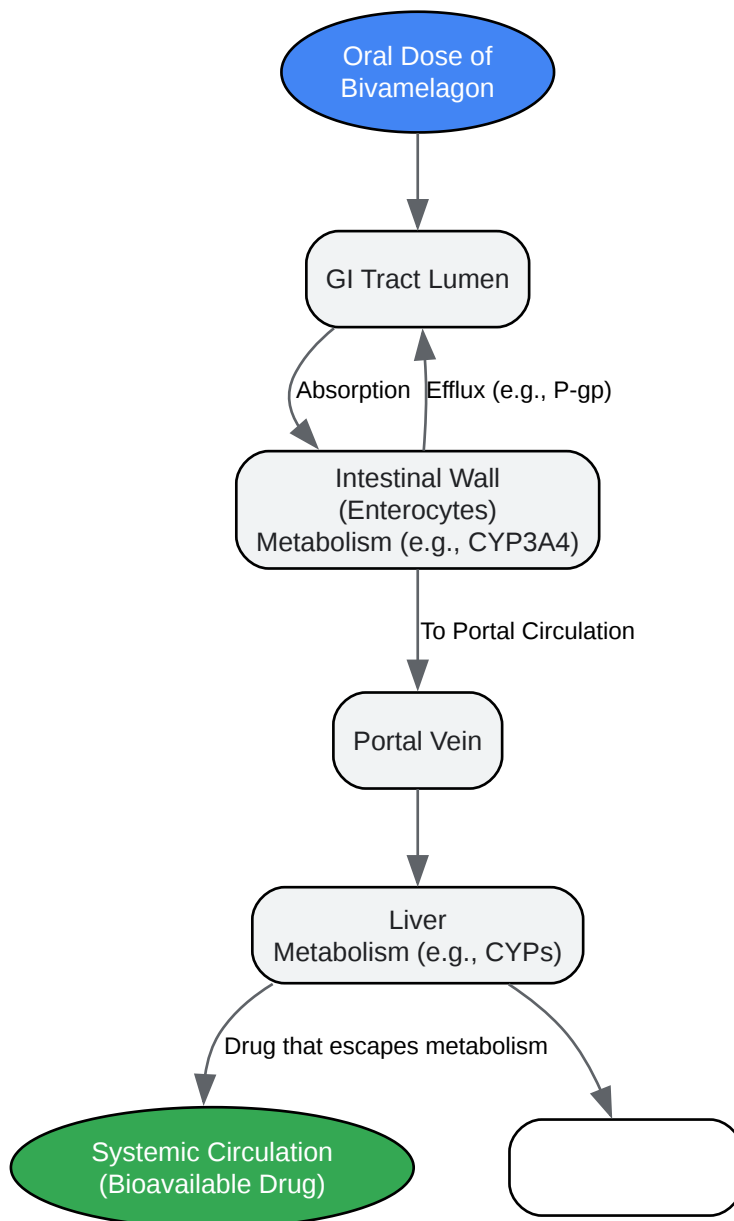 Oral Dose of
Bivamelagon
GI Tract Lumen
Absorption
Efflux (e.g., P-gp)
Intestinal Wall
(Enterocytes)
Metabolism (e.g., CYP3A4)
To Portal Circulation
Portal Vein
Liver
Metabolism (e.g., CYPs)
Drug that escapes metabolism
Systemic Circulation
(Bioavailable Drug)